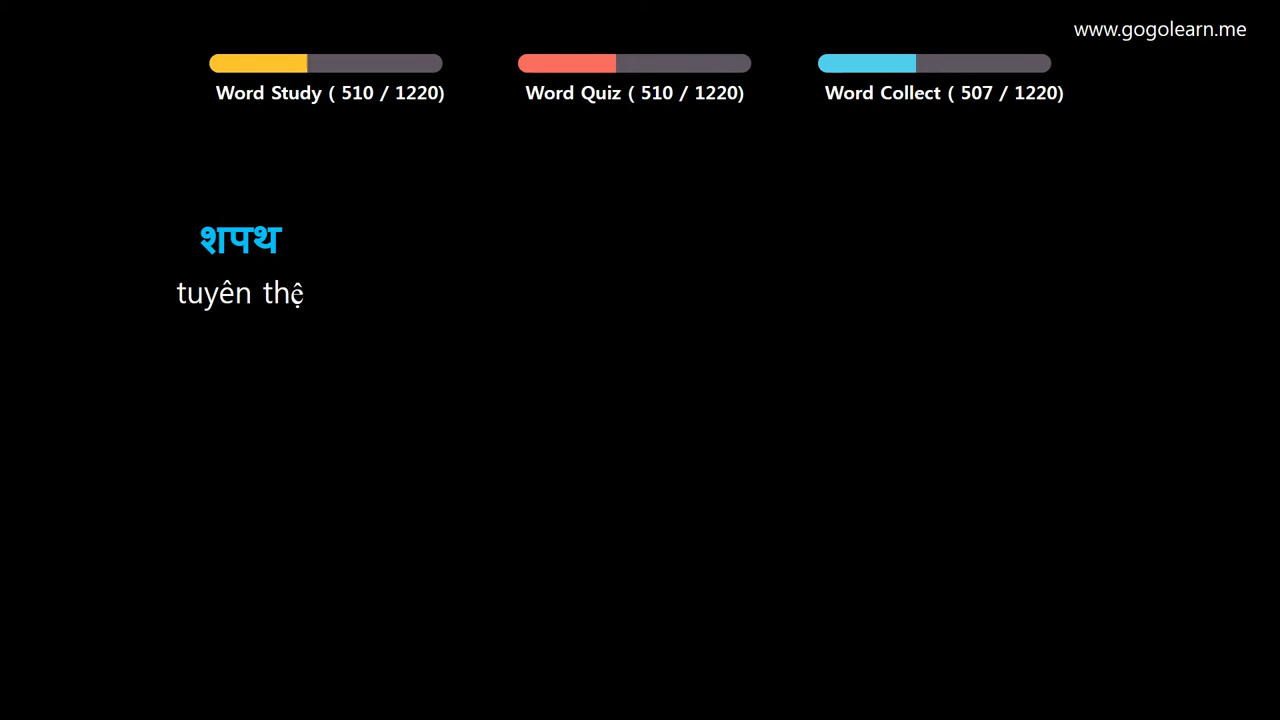 www.gogolearn.me
Word Study ( 510 / 1220)
Word Quiz ( 510 / 1220)
Word Collect ( 507 / 1220)
शपथ
tuyên thệ